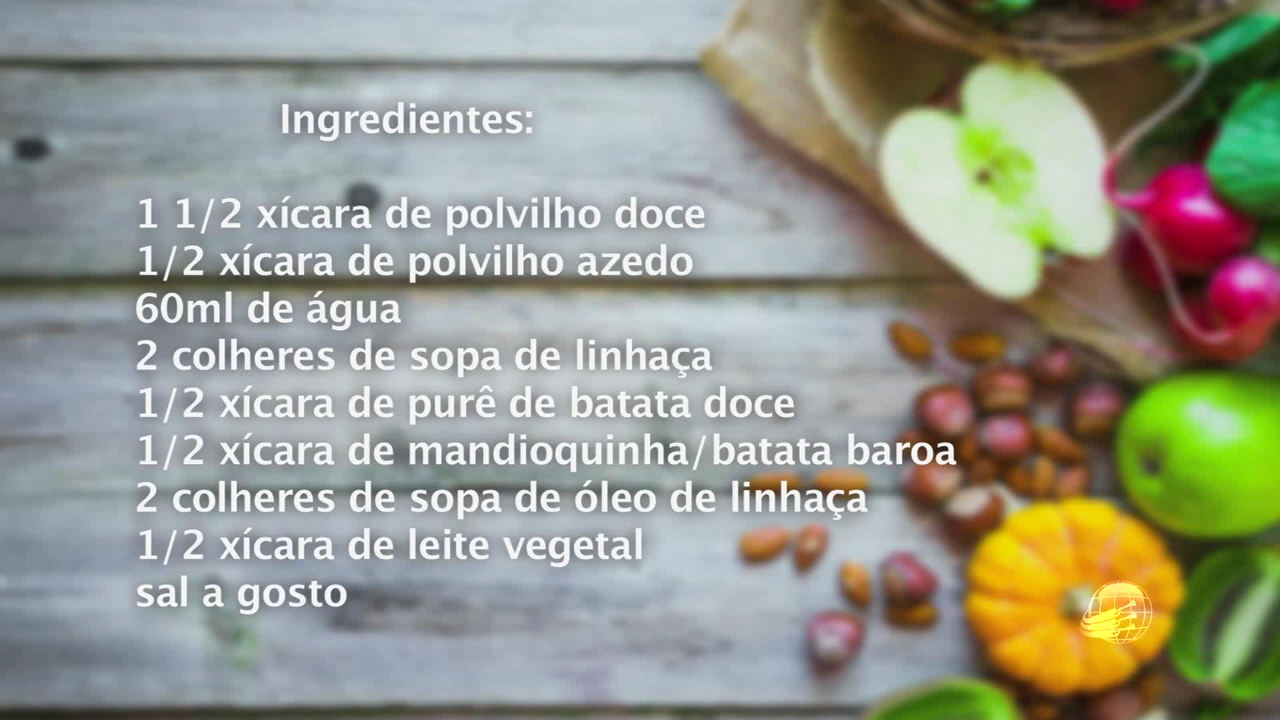 Ingredientes:
1 1/2 xícara de polvilho doce
1/2 xícara de polvilho azedo
60ml de água
2 colheres de sopa de linhaça
1/2 xícara de purê de batata doce
1/2 xícara de mandioquinha/batata baroa
2 colheres de sopa de óleo de linhaça
1/2 xícara de leite vegetal
sal a gosto